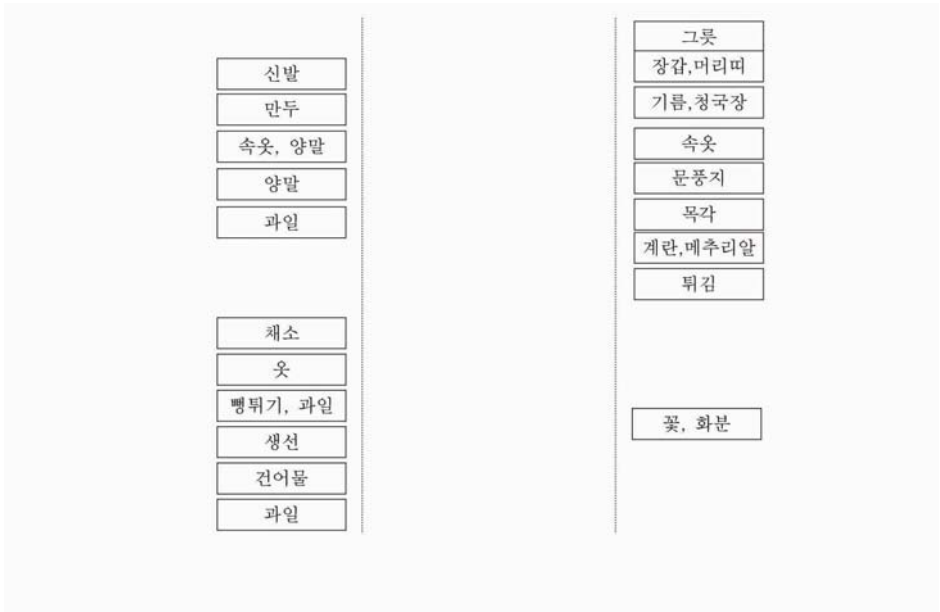 신발
만두
속옷, 양말
양말
과일
채소
옷
뻥튀기, 과일
생선
건어물
과일
그릇
장갑,머리띠
기름,청국장
속옷
문풍지
목각
계란,메추리알
튀김
꽃, 화분